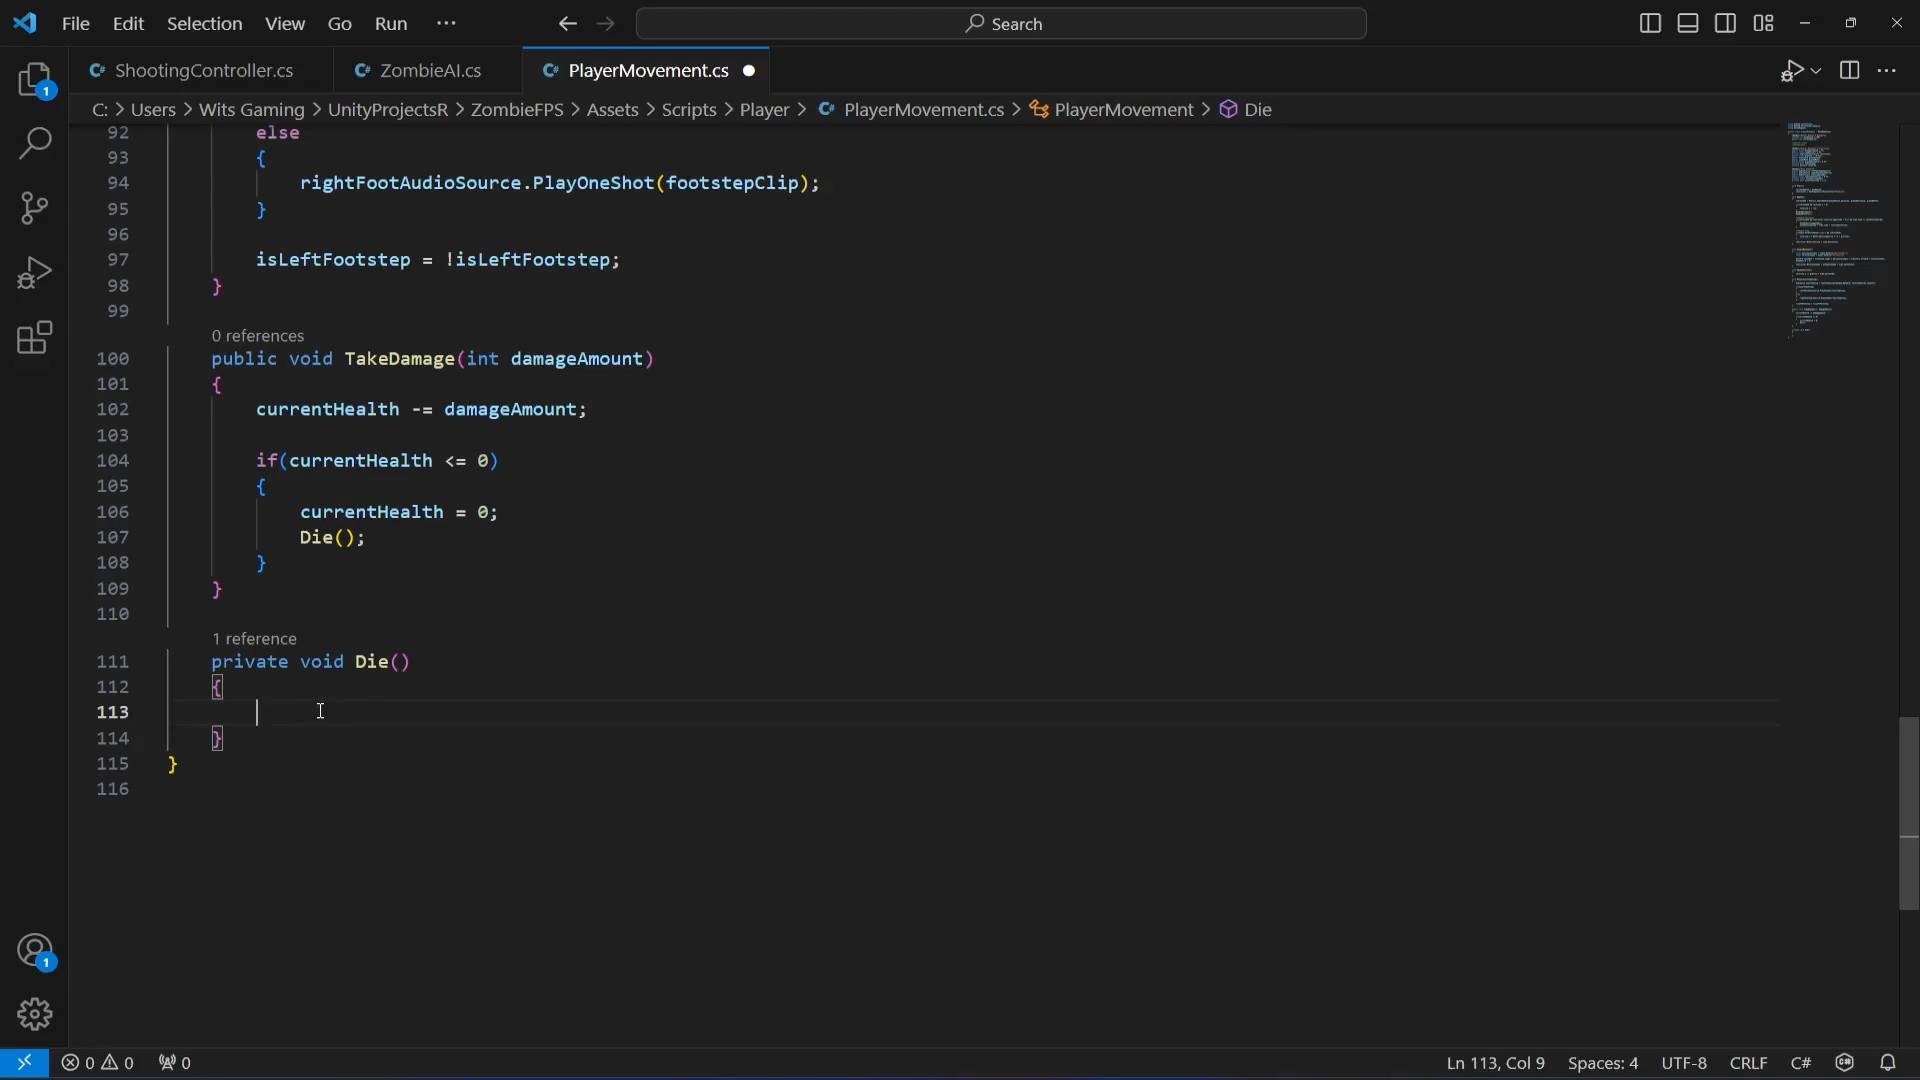 File Edit Selection View Go Run ··· Search
ShootingController.cs ZombieAI.cs PlayerMovement.cs
C: > Users > Wits Gaming > UnityProjectsR > ZombieFPS > Assets > Scripts > Player > PlayerMovement.cs > PlayerMovement > Die
1
92 else
93 {
94 rightFootAudioSource.PlayOneShot(footstepClip);
95 }
96
97 isLeftFootstep = !isLeftFootstep;
98 }
99
0 references
100 public void TakeDamage(int damageAmount)
101 {
102 currentHealth -= damageAmount;
103
104 if(currentHealth <= 0)
105 {
106 currentHealth = 0;
107 Die();
108 }
109 }
110
1 reference
111 private void Die()
112 {
113
114 }
115 }
116
1
0 0 0 Ln 113, Col 9 Spaces: 4 UTF-8 CRLF C#